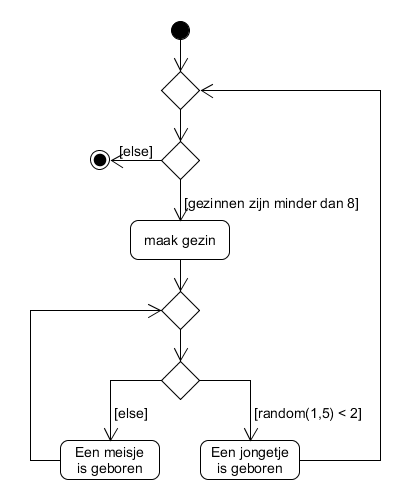 [else]
[gezinnen zijn minder dan 8]
maak gezin
[else]
[random(1,5) < 2]
Een meisje
is geboren
Een jongetje
is geboren